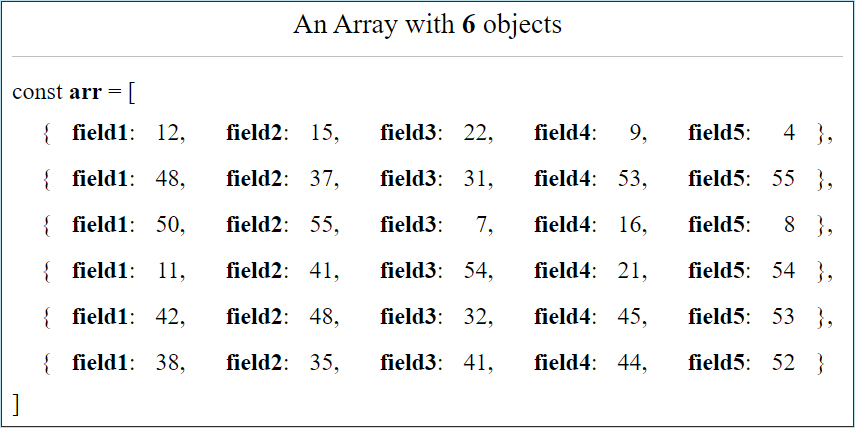 An Array with 6 objects
const arr = [
{ field1: 12, field2: 15, field3: 22, field4: 9, field5: 4 },
{ field1: 48, field2: 37, field3: 31, field4: 53, field5: 55 },
{ field1: 50, field2: 55, field3: 7, field4: 16, field5: 8 },
{ field1: 11, field2: 41, field3: 54, field4: 21, field5: 54 },
{ field1: 42, field2: 48, field3: 32, field4: 45, field5: 53 },
{ field1: 38, field2: 35, field3: 41, field4: 44, field5: 52 }
]